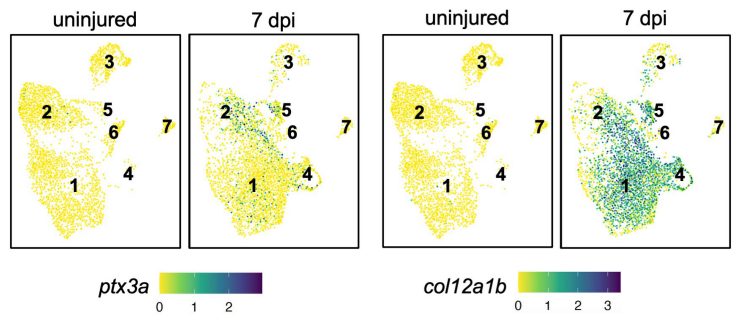 uninjured 7 dpi uninjured 7 dpi
3 3 3 3
2 5 2 5 2 5 2 5
6 7 6 7 6 7 6 7
1 4 1 4 1 4 1 4
ptx3a col12a1b
0 1 2 0 1 2 3